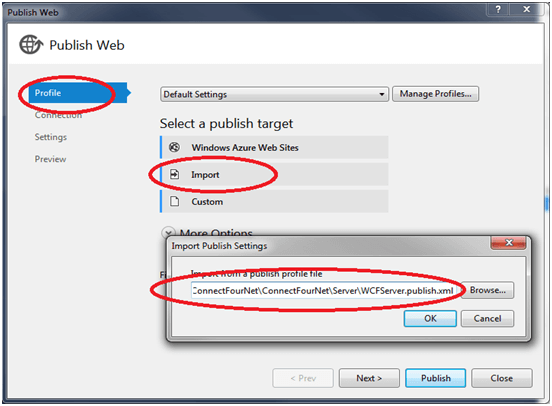 Publish Web
Publish Web
Profile
Connection
Settings
Preview
Default Settings
Manage Profiles...
Select a publish target
Windows Azure Web Sites
Import
Custom
More Options
Import Publish Settings
Import from a publish profile file
ConnectFourNet\ConnectFourNet\Server\WCFServer.publish.xml
Browse...
OK
Cancel
< Prev
Next >
Publish
Close